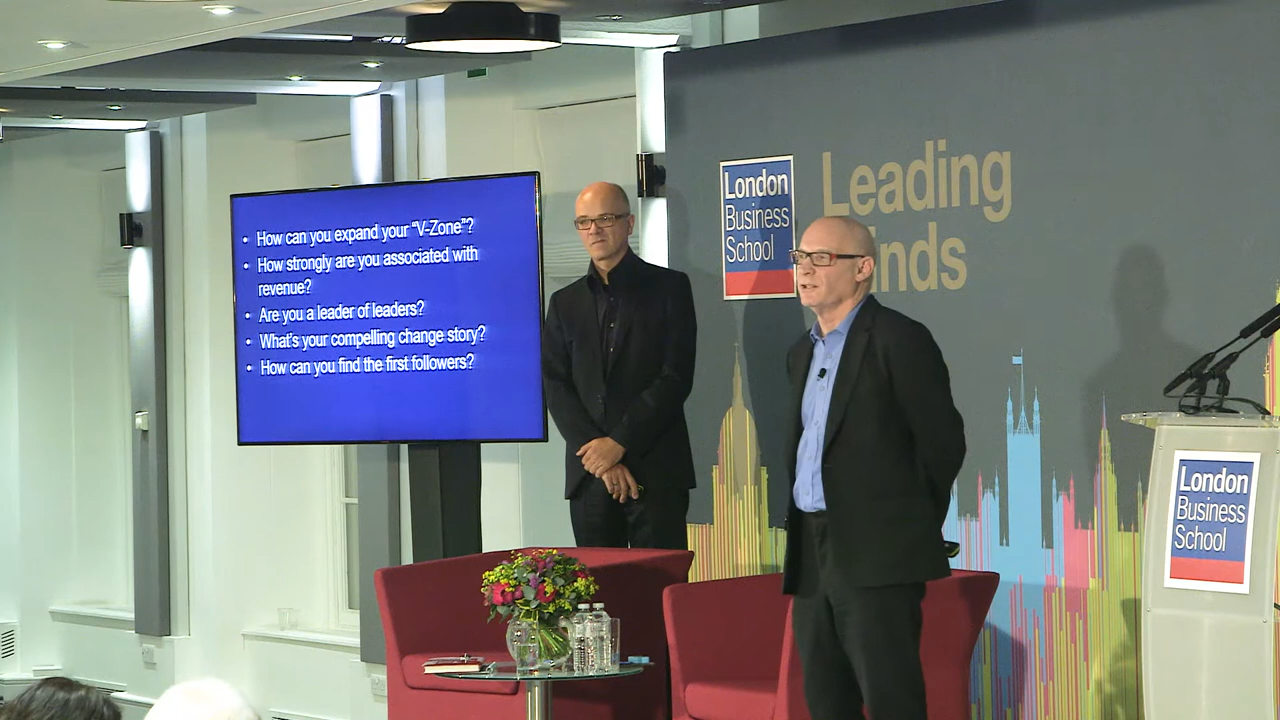 • How can you expand your “V-Zone”?
• How strongly are you associated with
revenue?
• Are you a leader of leaders?
• What's your compelling change story?
• How can you find the first followers?
London
Business
School
Leading
inds
London
Business
School